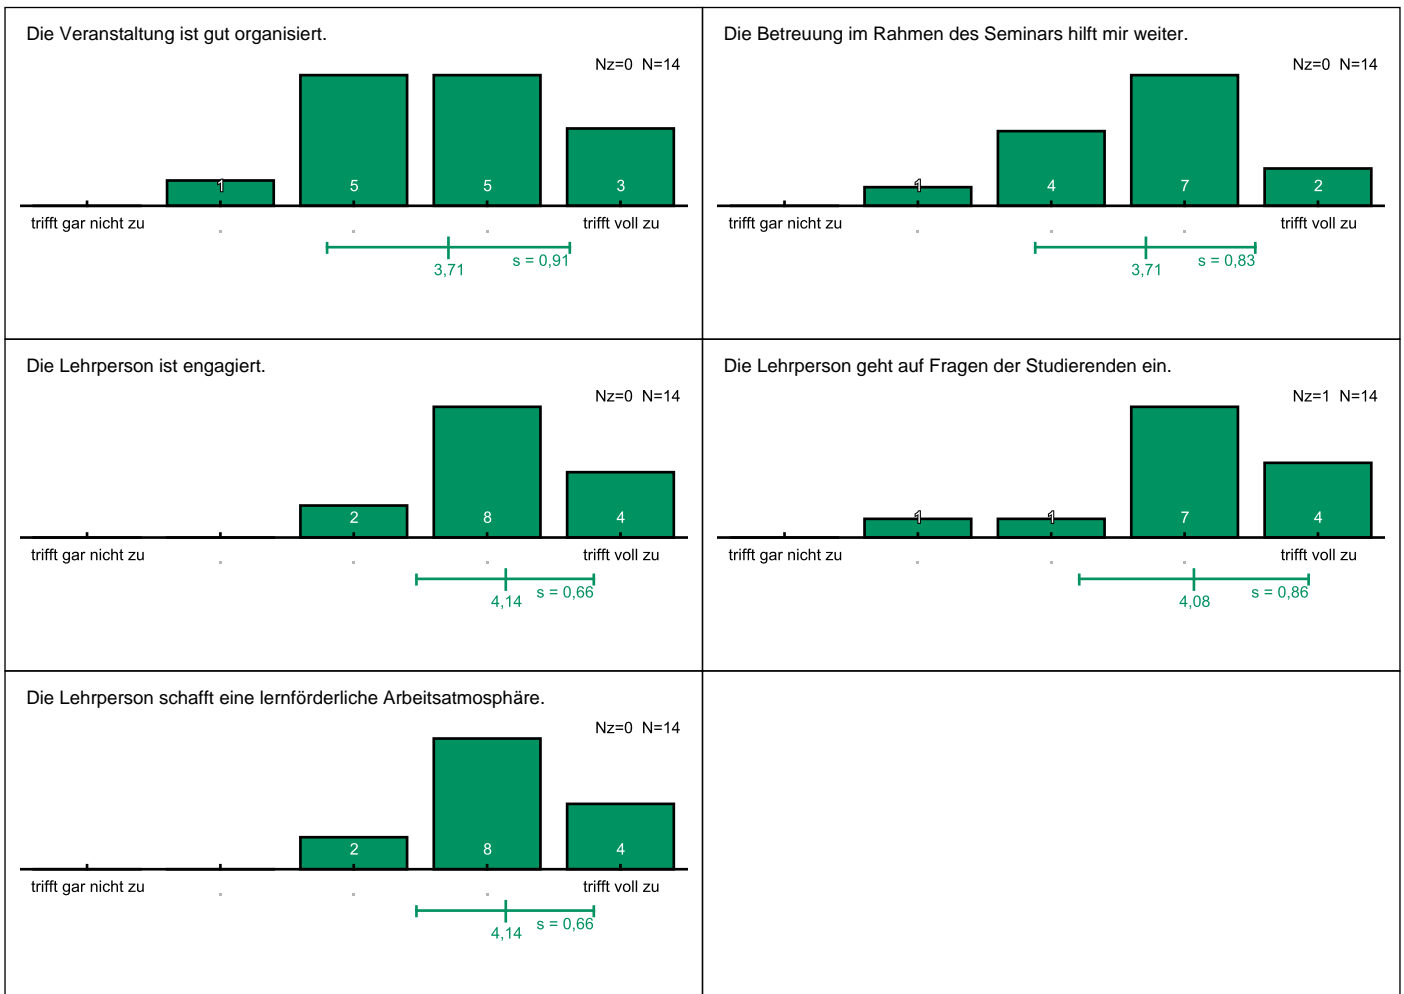 Die Veranstaltung ist gut organisiert.
Nz=0 N=14
1 5 5 3
trifft gar nicht zu . . . trifft voll zu
3,71 s = 0,91
Die Betreuung im Rahmen des Seminars hilft mir weiter.
Nz=0 N=14
1 4 7 2
trifft gar nicht zu . . . trifft voll zu
3,71 s = 0,83
Die Lehrperson ist engagiert.
Nz=0 N=14
2 8 4
trifft gar nicht zu . . . trifft voll zu
4,14 s = 0,66
Die Lehrperson geht auf Fragen der Studierenden ein.
Nz=1 N=14
1 1 7 4
trifft gar nicht zu . . . trifft voll zu
4,08 s = 0,86
Die Lehrperson schafft eine lernförderliche Arbeitsatmosphäre.
Nz=0 N=14
2 8 4
trifft gar nicht zu . . . trifft voll zu
4,14 s = 0,66